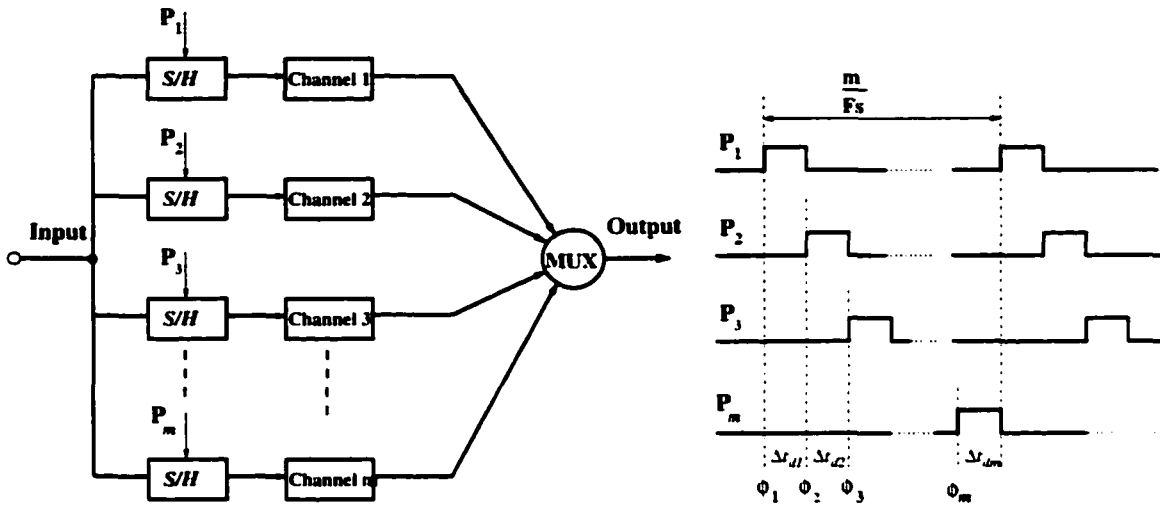 P1
S/H
Channel 1
P2
S/H
Channel 2
Input
P3
S/H
Channel 3
MUX
Output
Pm
S/H
Channel n
m
Fs
P1
P2
P3
Pm
Δtd1
Δtd2
Δtdm
Φ1
Φ2
Φ3
Φm